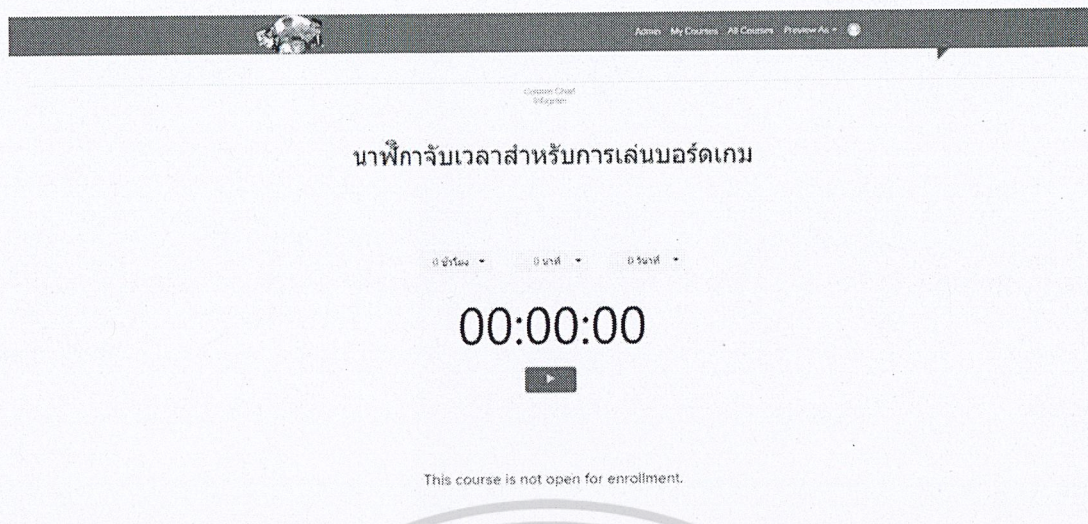 Admin My Courses All Courses Preview As
นาฬิกาจับเวลาสำหรับการเล่นบอร์ดเกม
0 ชั่วโมง 0 นาที 0 วินาที
00:00:00
This course is not open for enrollment.